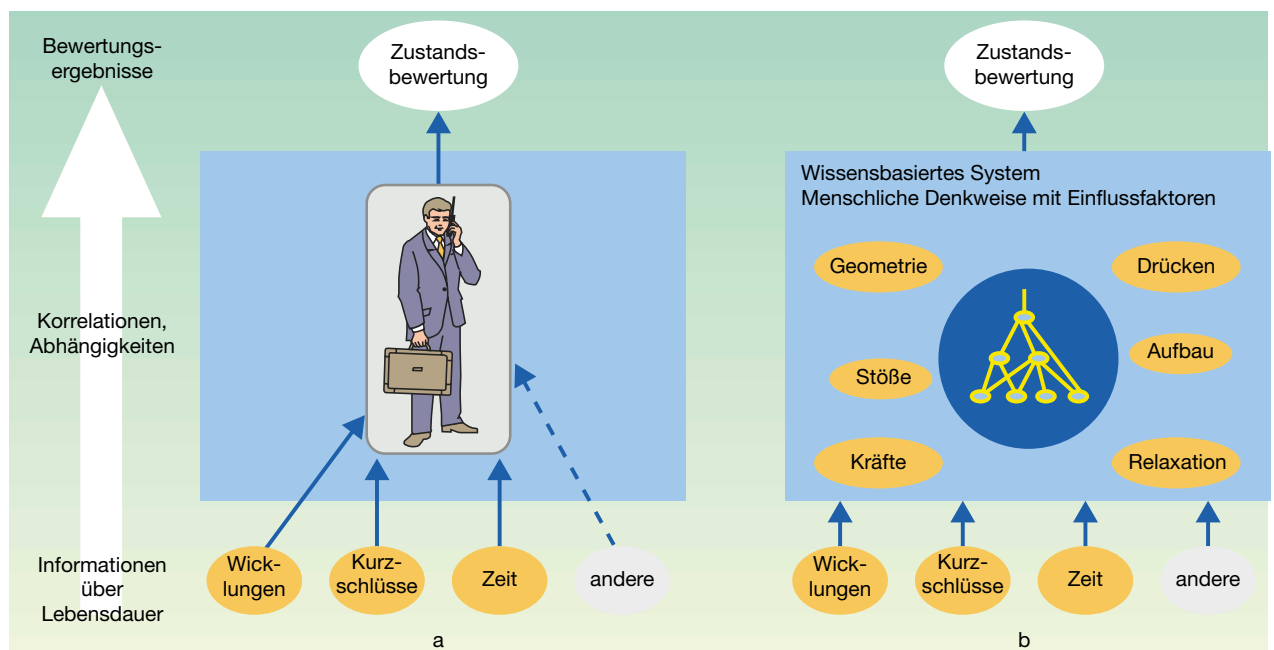 Bewertungs-
ergebnisse
Korrelationen,
Abhängigkeiten
Informationen
über
Lebensdauer
Zustands-
bewertung
Wick-
lungen
Kurz-
schlüsse
Zeit
andere
a
Zustands-
bewertung
Wissensbasiertes System
Menschliche Denkweise mit Einflussfaktoren
Geometrie
Drücken
Stöße
Aufbau
Kräfte
Relaxation
Wick-
lungen
Kurz-
schlüsse
Zeit
andere
b